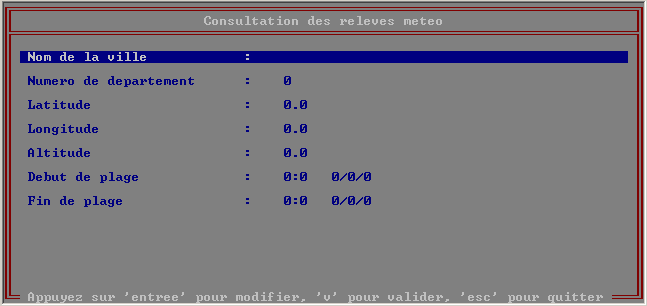 Consultation des releves meteo
Nom de la ville :
Numero de departement : 0
Latitude : 0.0
Longitude : 0.0
Altitude : 0.0
Debut de plage : 0:0 0/0/0
Fin de plage : 0:0 0/0/0
Appuyez sur 'entree' pour modifier, 'v' pour valider, 'esc' pour quitter